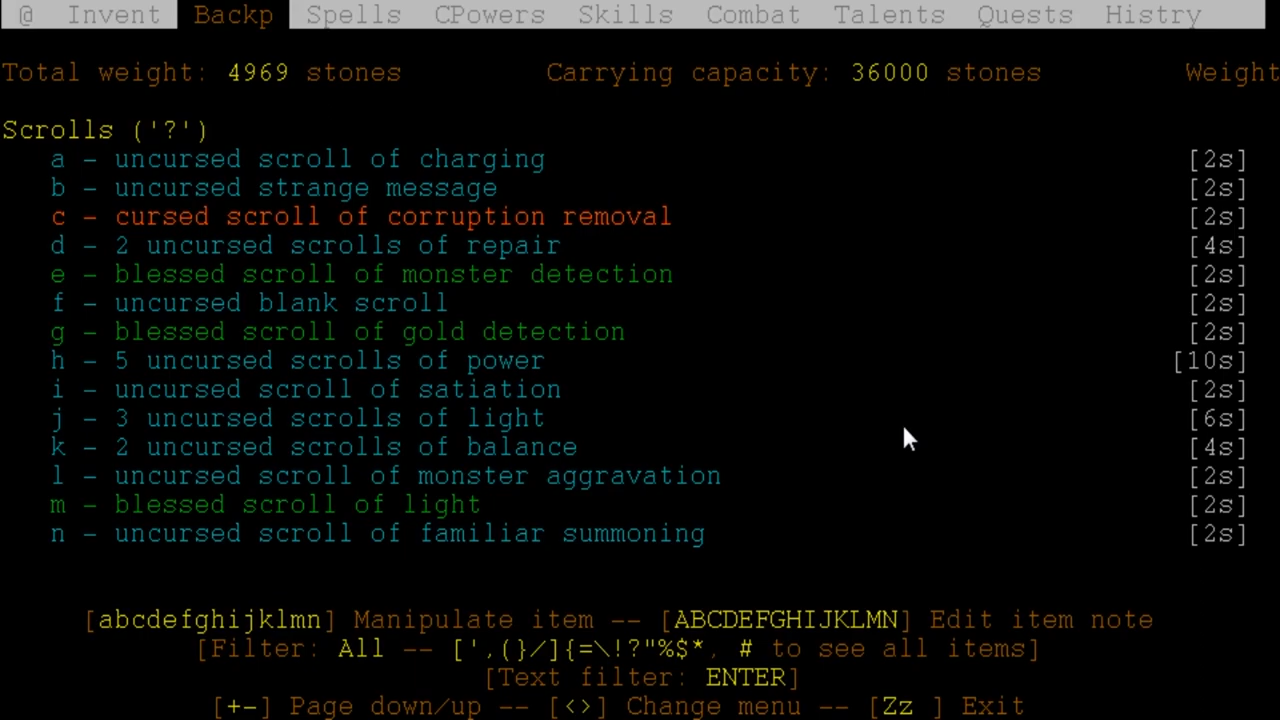 @ Invent Backp Spells CPowers Skills Combat Talents Quests Histry
Total weight: 4969 stones Carrying capacity: 36000 stones Weight
Scrolls ('?')
a - uncursed scroll of charging [2s]
b - uncursed strange message [2s]
c - cursed scroll of corruption removal [2s]
d - 2 uncursed scrolls of repair [4s]
e - blessed scroll of monster detection [2s]
f - uncursed blank scroll [2s]
g - blessed scroll of gold detection [2s]
h - 5 uncursed scrolls of power [10s]
i - uncursed scroll of satiation [2s]
j - 3 uncursed scrolls of light [6s]
k - 2 uncursed scrolls of balance [4s]
l - uncursed scroll of monster aggravation [2s]
m - blessed scroll of light [2s]
n - uncursed scroll of familiar summoning [2s]
[abcdefghijklmn] Manipulate item -- [ABCDEFGHIJKLMN] Edit item note
[Filter: All -- [',(}/]{=\!?"%$*, # to see all items]
[Text filter: ENTER]
[+-] Page down/up -- [<>] Change menu -- [Zz ] Exit